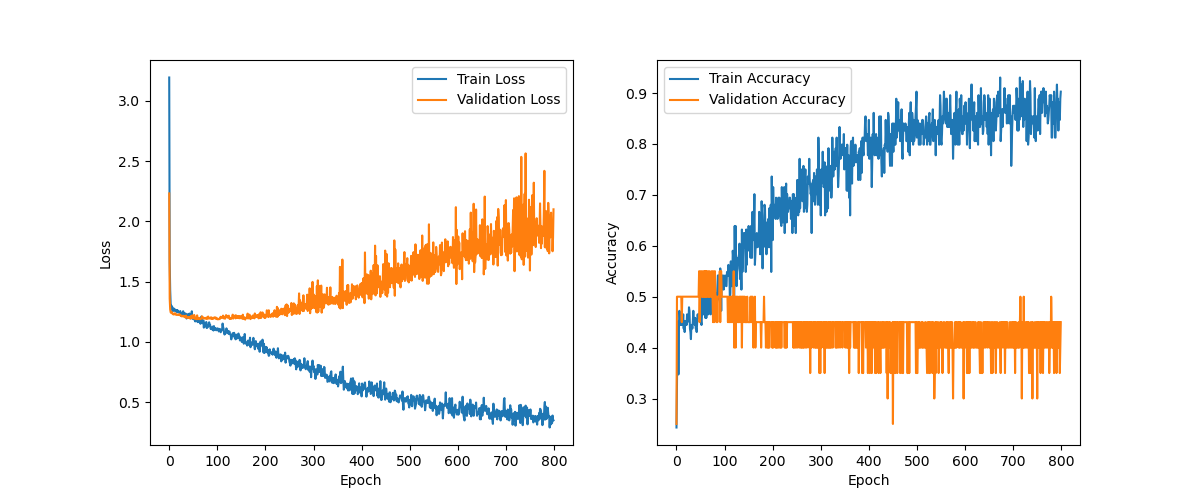 Train Loss
Validation Loss
3.0
2.5
2.0
1.5
1.0
0.5
Loss
0 100 200 300 400 500 600 700 800
Epoch
Train Accuracy
Validation Accuracy
0.9
0.8
0.7
0.6
0.5
0.4
0.3
Accuracy
0 100 200 300 400 500 600 700 800
Epoch